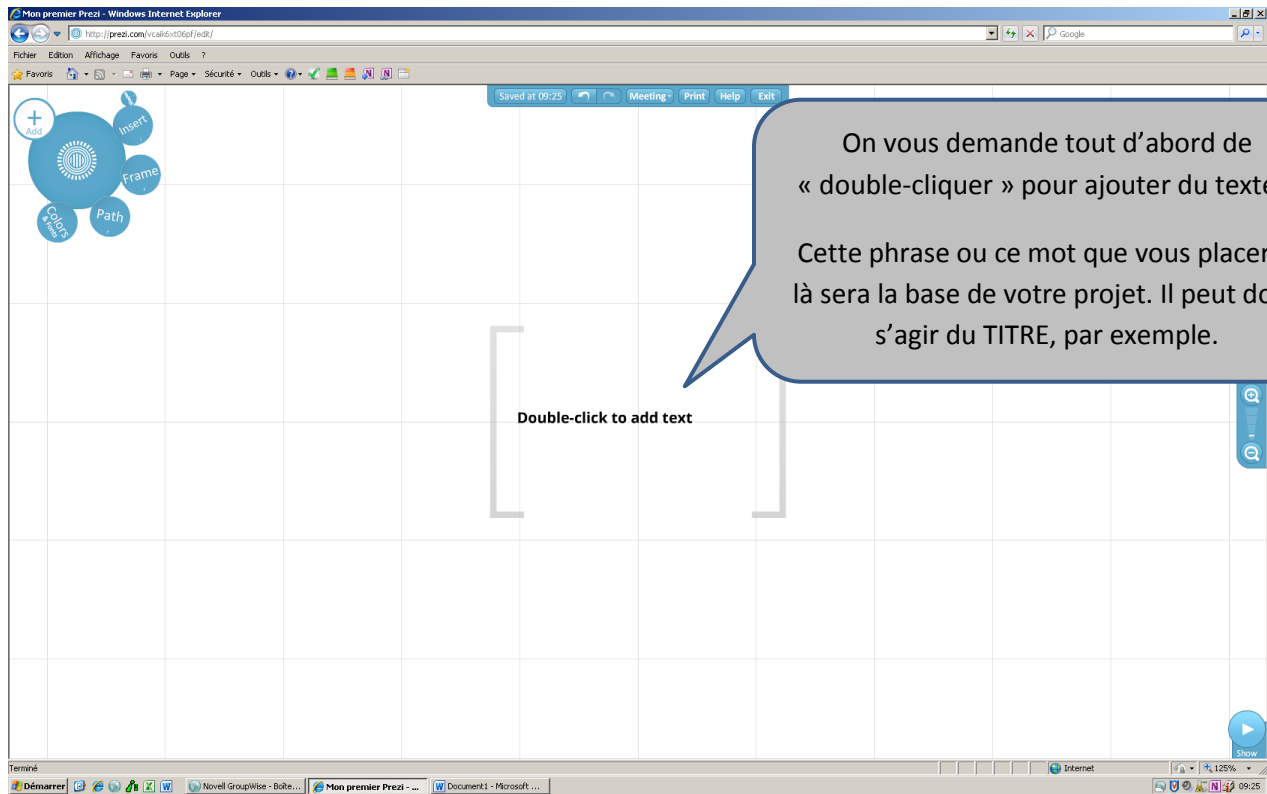 Mon premier Prezi - Windows Internet Explorer
http://prezi.com/vcaik6xt06pf/edit/
Google
Fichier Edition Affichage Favoris Outils ?
Favoris Page Sécurité Outils
Saved at 09:25 Meeting Print Help Exit
Add
Insert
Frame
Path
Colors
& Fonts
On vous demande tout d’abord de
« double-cliquer » pour ajouter du texte
Cette phrase ou ce mot que vous placer
là sera la base de votre projet. Il peut do
s’agir du TITRE, par exemple.
Double-click to add text
Show
Terminé
Internet
125%
Démarrer
Novell GroupWise - Boîte...
Mon premier Prezi - ...
Document1 - Microsoft ...
09:25